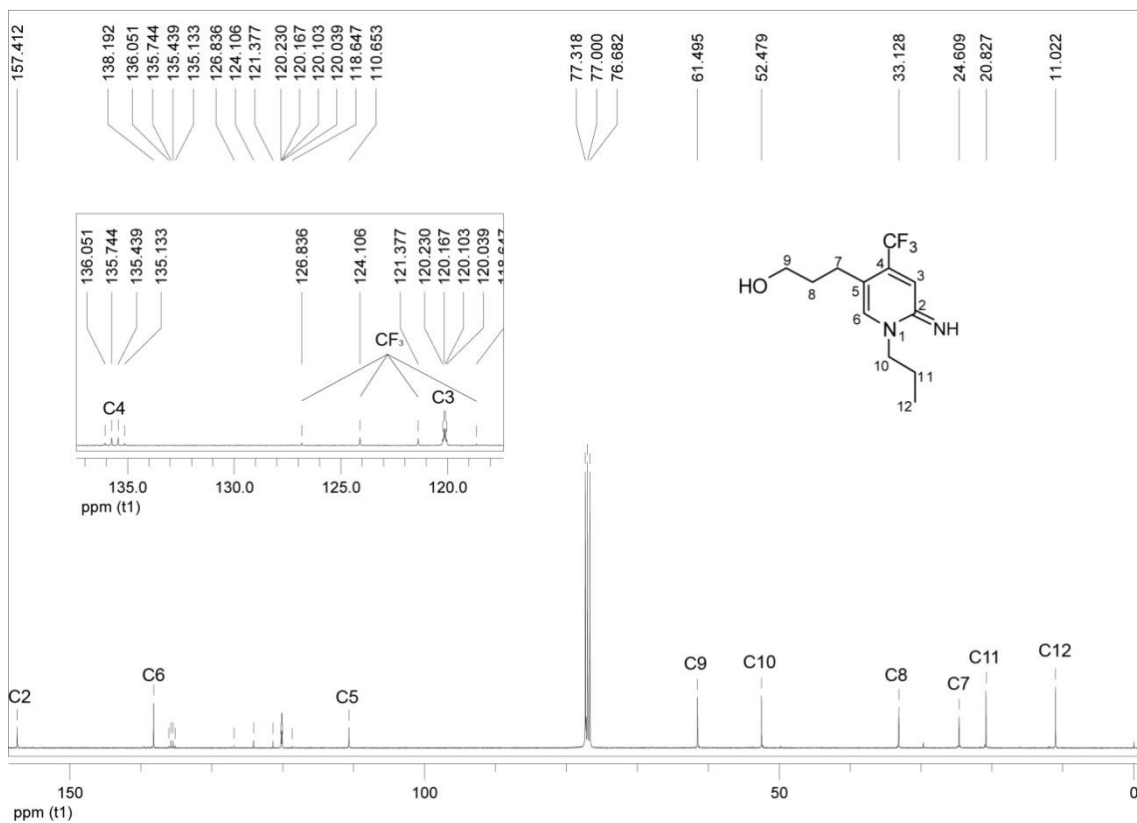 157.412
138.192
136.051
135.744
135.439
135.133
126.836
124.106
121.377
120.230
120.167
120.103
120.039
118.647
110.653
77.318
77.000
76.682
61.495
52.479
33.128
24.609
20.827
11.022
136.051
135.744
135.439
135.133
126.836
124.106
121.377
120.230
120.167
120.103
120.039
CF₃
C4
C3
135.0 130.0 125.0 120.0
ppm (t1)
CF₃
9 7 4 3
HO 8 5 2
6 N NH
1
10 11
12
C2
C6
C5
C9
C10
C8
C7
C11
C12
150 100 50 0
ppm (t1)